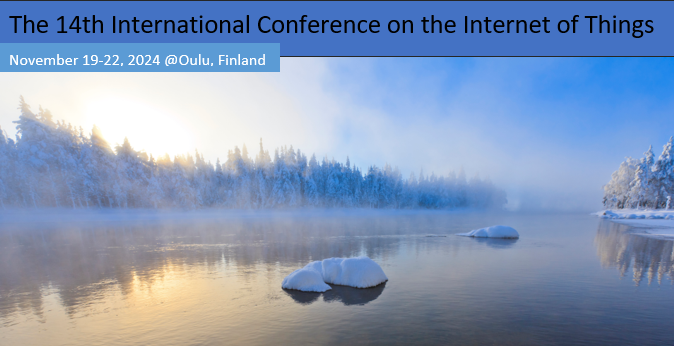 The 14th International Conference on the Internet of Things
November 19-22, 2024 @Oulu, Finland